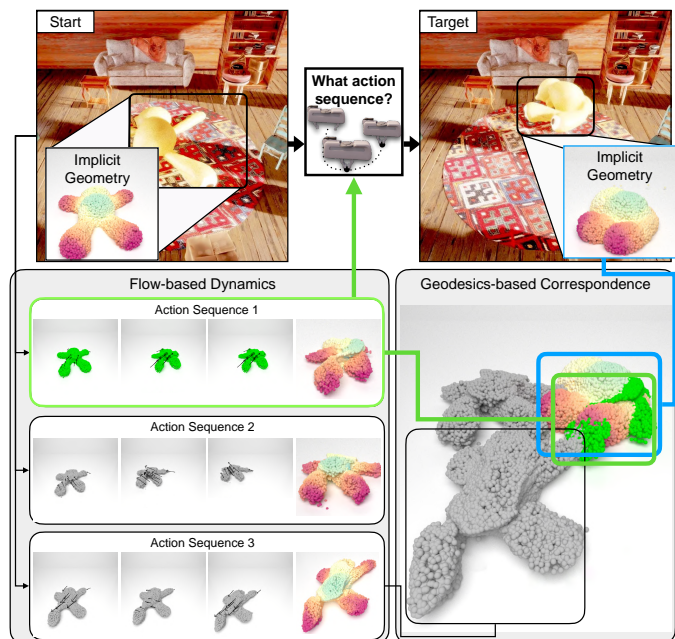 Start
Target
What action
sequence?
Implicit
Geometry
Implicit
Geometry
Flow-based Dynamics
Geodesics-based Correspondence
Action Sequence 1
Action Sequence 2
Action Sequence 3